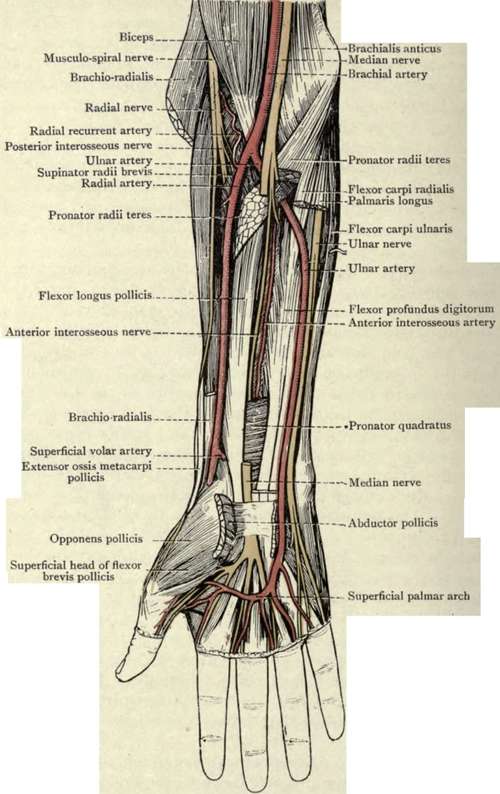 Biceps
Musculo-spiral nerve
Brachio-radialis
Radial nerve
Radial recurrent artery
Posterior interosseous nerve
Ulnar artery
Supinator radii brevis
Radial artery
Pronator radii teres
Flexor longus pollicis
Anterior interosseous nerve
Brachio-radialis
Superficial volar artery
Extensor ossis metacarpi
pollicis
Opponens pollicis
Superficial head of flexor
brevis pollicis
Brachialis anticus
Median nerve
Brachial artery
Pronator radii teres
Flexor carpi radialis
Palmaris longus
Flexor carpi ulnaris
Ulnar nerve
Ulnar artery
Flexor profundus digitorum
Anterior interosseous artery
Pronator quadratus
Median nerve
Abductor pollicis
Superficial palmar arch